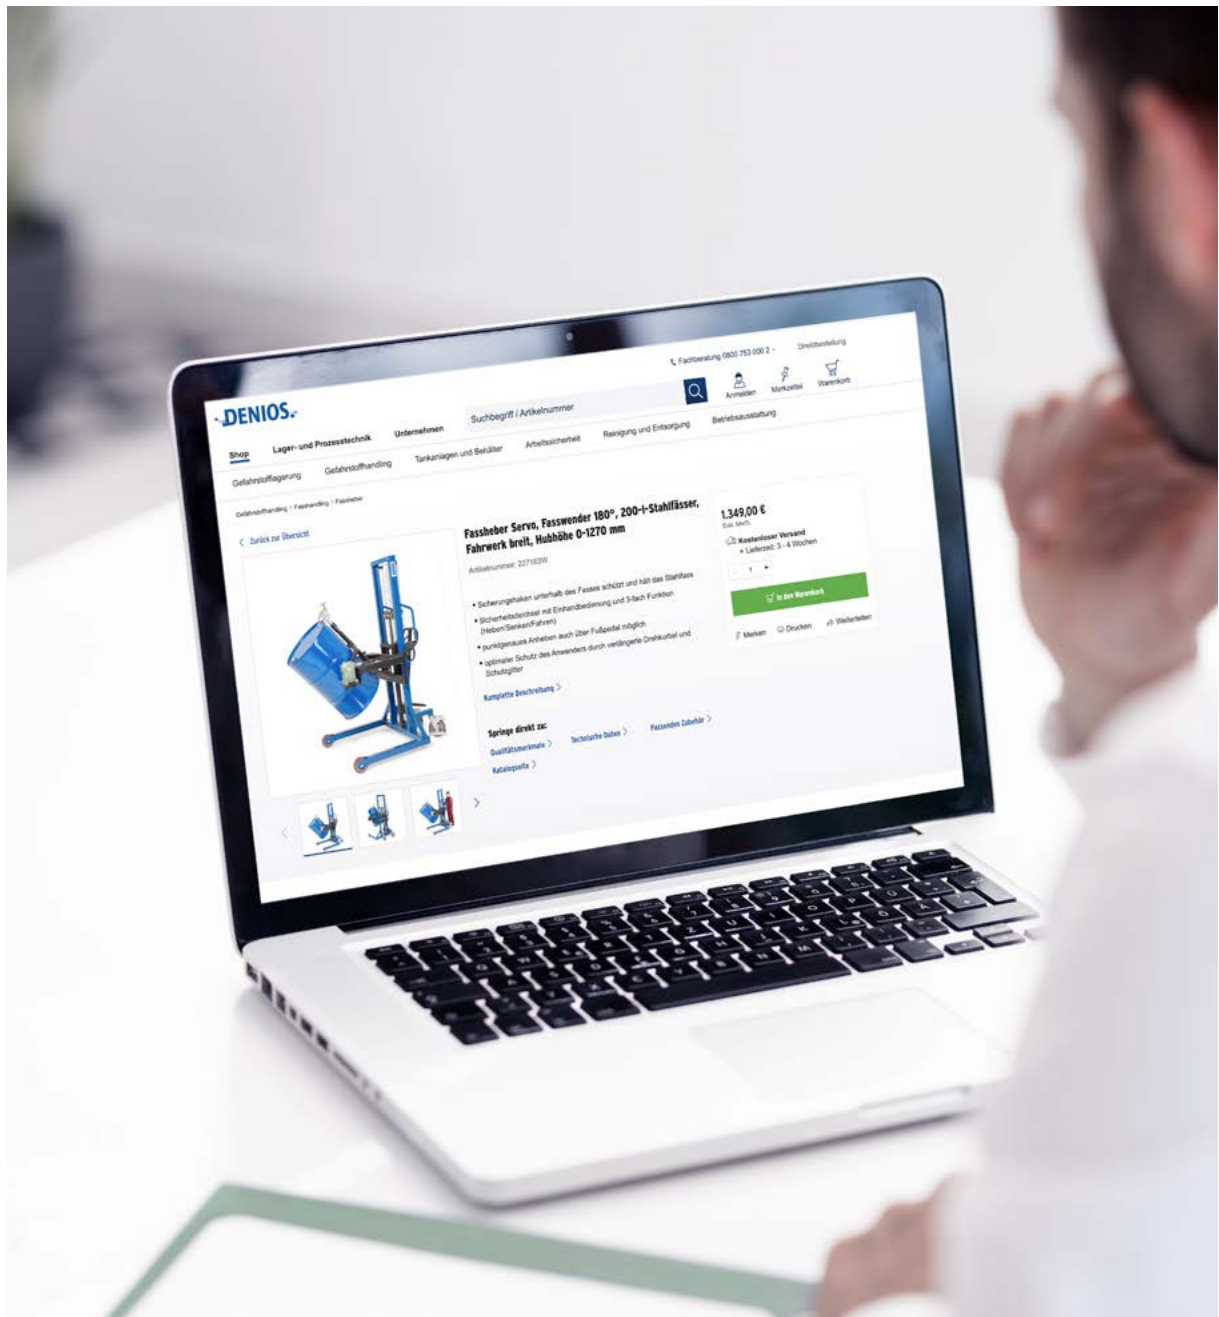 DENIOS.
Fachberatung 0800 753 000 2
Direktbestellung
Suchbegriff / Artikelnummer
Anmelden
Merkzettel
Warenkorb
Shop
Lager- und Prozesstechnik
Unternehmen
Gefahrstofflagerung
Gefahrstoffhandling
Tankanlagen und Behälter
Arbeitssicherheit
Reinigung und Entsorgung
Betriebsausstattung
Gefahrstoffhandling / Fasshandling / Fassheber
Zurück zur Übersicht
Fassheber Servo, Fasswender 180°, 200-l-Stahlfässer,
Fahrwerk breit, Hubhöhe 0-1270 mm
Artikelnummer: 227163W
• Sicherungshaken unterhalb des Fasses schützt und hält das Stahlfass
• Sicherheitsdeichsel mit Einhandbedienung und 3-fach Funktion
(Heben/Senken/Fahren)
• punktgenaues Anheben auch über Fußpedal möglich
• optimaler Schutz des Anwenders durch verlängerte Drehkurbel und
Schutzgitter
Komplette Beschreibung
Springe direkt zu:
Qualitätsmerkmale
Technische Daten
Passendes Zubehör
Katalogseite
1.349,00 €
Kostenloser Versand
Lieferzeit: 3 - 4 Wochen
- 1 +
In den Warenkorb
Merken
Drucken
Weiterleiten